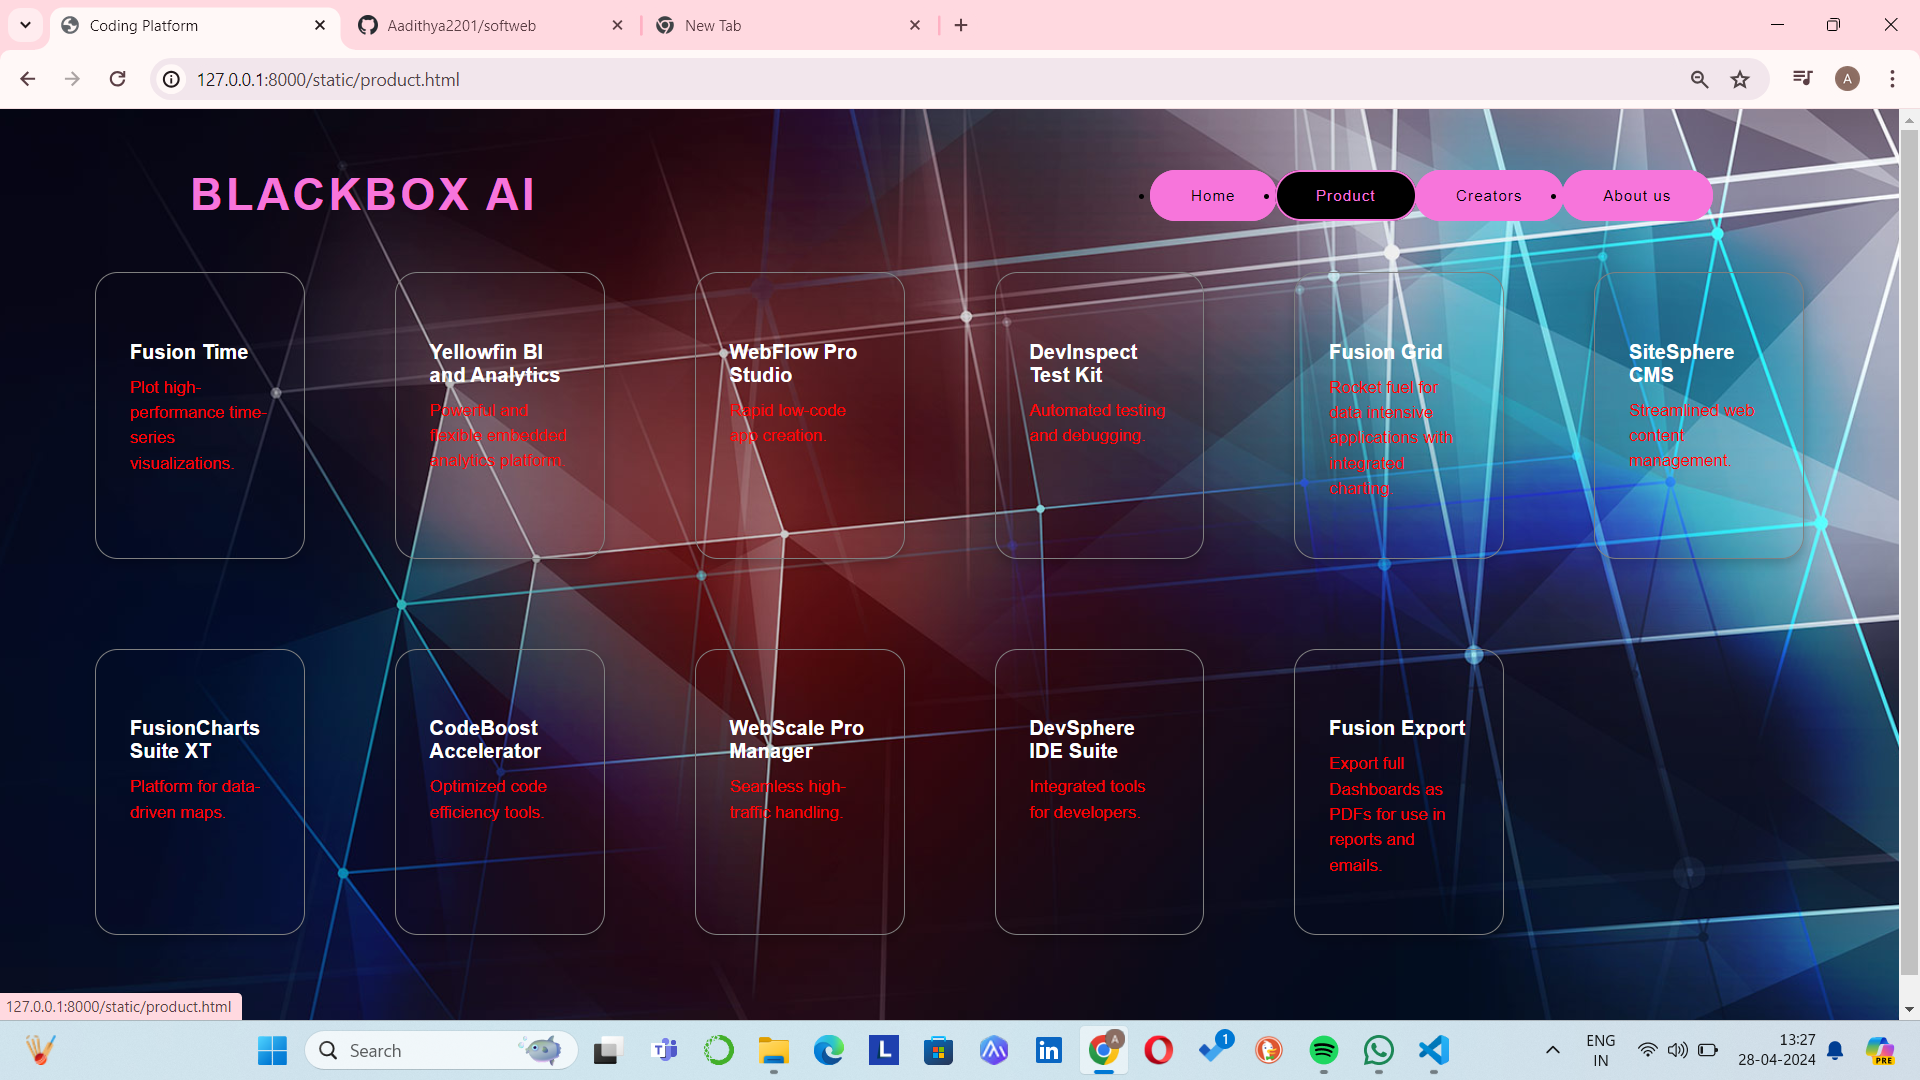 Coding Platform
Aadithya2201/softweb
New Tab
127.0.0.1:8000/static/product.html
A
BLACKBOX AI
Home
Product
Creators
About us
Fusion Time
Plot high-
performance time-
series
visualizations.
Yellowfin BI
and Analytics
Powerful and
flexible embedded
analytics platform.
WebFlow Pro
Studio
Rapid low-code
app creation.
DevInspect
Test Kit
Automated testing
and debugging.
Fusion Grid
Rocket fuel for
data intensive
applications with
integrated
charting.
SiteSphere
CMS
Streamlined web
content
management.
FusionCharts
Suite XT
Platform for data-
driven maps.
CodeBoost
Accelerator
Optimized code
efficiency tools.
WebScale Pro
Manager
Seamless high-
traffic handling.
DevSphere
IDE Suite
Integrated tools
for developers.
Fusion Export
Export full
Dashboards as
PDFs for use in
reports and
emails.
127.0.0.1:8000/static/product.html
Search
L
A
1
ENG
IN
13:27
28-04-2024
PRE